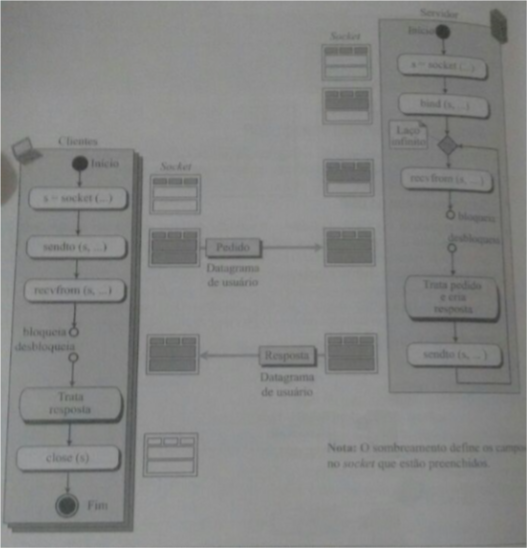 Servidor
Início
Socket
s = socket (...)
bind (s, ...)
Laço
infinito
recvfrom (s, ...)
bloqueia
desbloqueia
Trata pedido
e cria
resposta
sendto (s, ... )
Clientes
Início
Socket
s = socket (...)
sendto (s, ...)
recvfrom (s, ...)
bloqueia
desbloqueia
Trata
resposta
close (s)
Fim
Pedido
Datagrama
de usuário
Resposta
Datagrama
de usuário
Nota: O sombreamento define os campo
no socket que estão preenchidos.